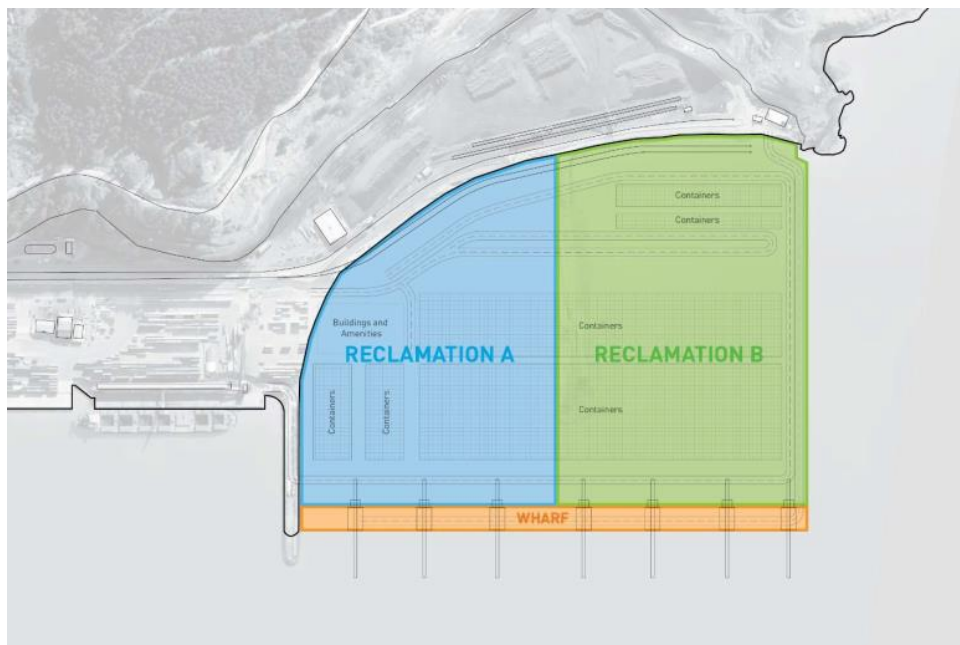 Containers
Containers
Buildings and
Amenities
Containers
RECLAMATION A
RECLAMATION B
Containers
Containers
Containers
WHARF